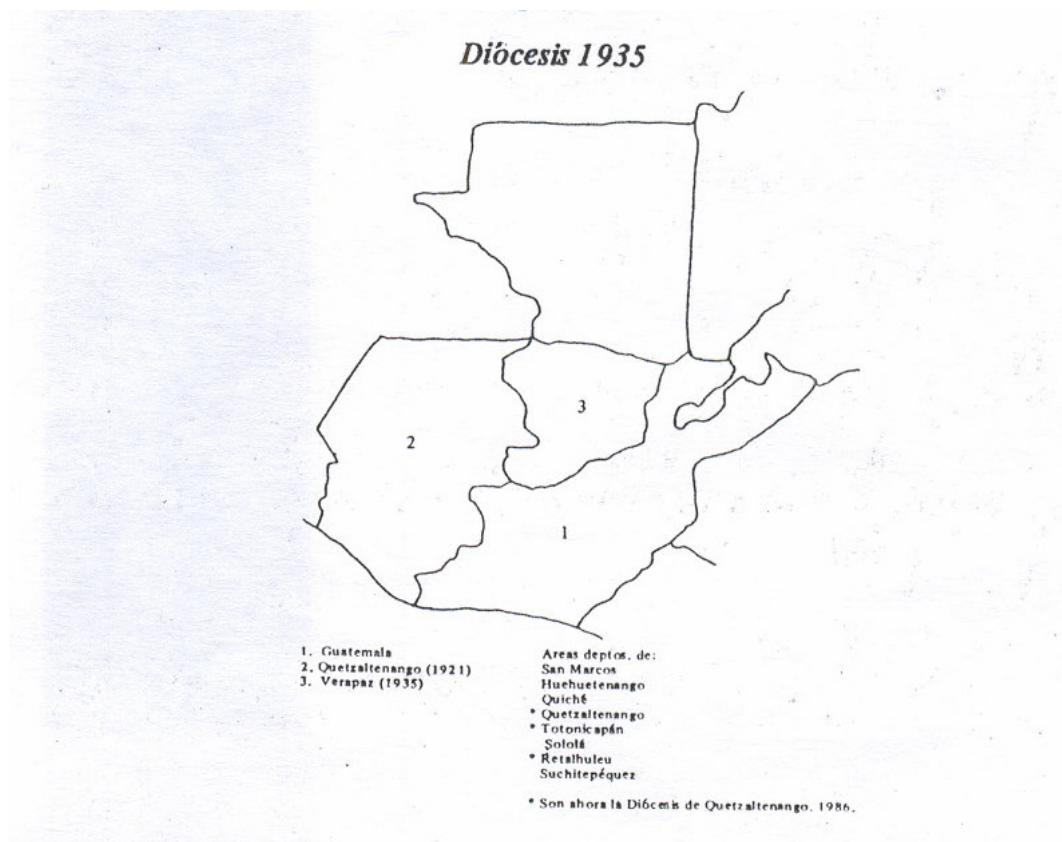 Diócesis 1935
3
2
1
1. Guatemala
2. Quetzaltenango (1921)
3. Verapaz (1935)
Areas deptos. de:
San Marcos
Huehuetenango
Quiché
* Quetzaltenango
* Totonicapán
Sololá
* Retalhuleu
Suchitepéquez
* Son ahora la Diócesis de Quetzaltenango. 1986.